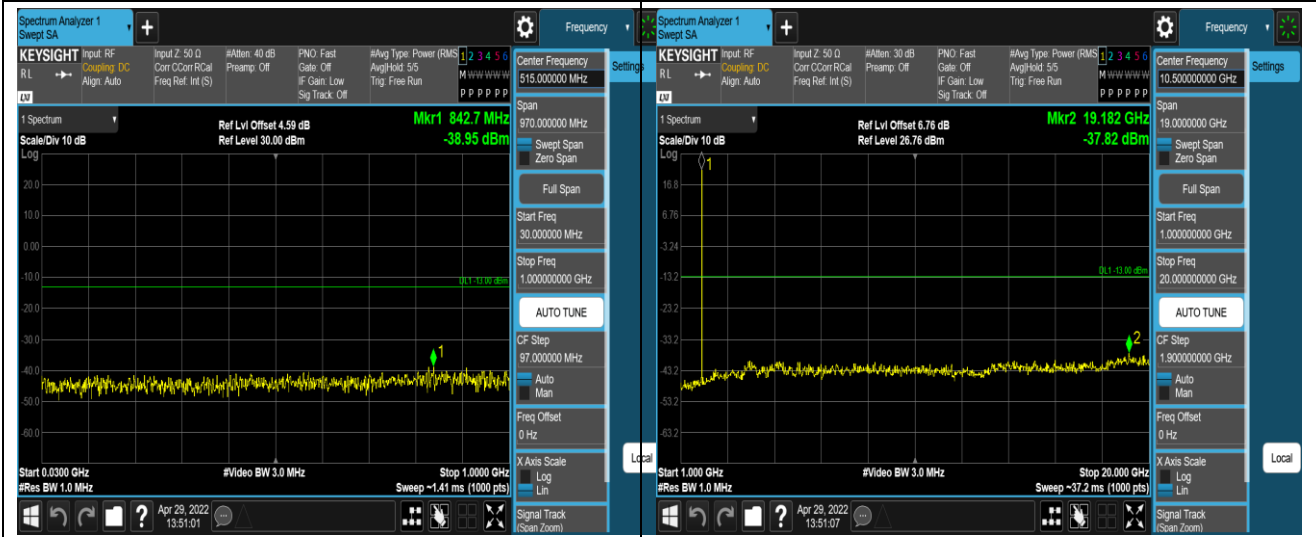 Spectrum Analyzer 1
Swept SA
+
Frequency
KEYSIGHT
RL
LXI
Input: RF
Coupling: DC
Align: Auto
Input Z: 50 Ω
Corr CCorr RCal
Freq Ref: Int (S)
#Atten: 40 dB
Preamp: Off
PNO: Fast
Gate: Off
IF Gain: Low
Sig Track: Off
#Avg Type: Power (RMS
Avg|Hold: 5/5
Trig: Free Run
1 2 3 4 5 6
M W W W W W
P P P P P P
Center Frequency
515.000000 MHz
Settings
1 Spectrum
Scale/Div 10 dB
Log
Ref Lvl Offset 4.59 dB
Ref Level 30.00 dBm
Mkr1 842.7 MHz
-38.95 dBm
Span
970.000000 MHz
Swept Span
Zero Span
Full Span
Start Freq
30.000000 MHz
Stop Freq
1.000000000 GHz
AUTO TUNE
CF Step
97.000000 MHz
Auto
Man
Freq Offset
0 Hz
X Axis Scale
Log
Lin
Local
Signal Track
(Span Zoom)
20.0
10.0
0.00
-10.0
DL1 -13.00 dBm
-20.0
-30.0
1
-40.0
-50.0
-60.0
Start 0.0300 GHz
#Res BW 1.0 MHz
#Video BW 3.0 MHz
Stop 1.0000 GHz
Sweep ~1.41 ms (1000 pts)
?
Apr 29, 2022
13:51:01
Spectrum Analyzer 1
Swept SA
+
Frequency
KEYSIGHT
RL
LXI
Input: RF
Coupling: DC
Align: Auto
Input Z: 50 Ω
Corr CCorr RCal
Freq Ref: Int (S)
#Atten: 30 dB
Preamp: Off
PNO: Fast
Gate: Off
IF Gain: Low
Sig Track: Off
#Avg Type: Power (RMS
Avg|Hold: 5/5
Trig: Free Run
1 2 3 4 5 6
M W W W W W
P P P P P P
Center Frequency
10.500000000 GHz
Settings
1 Spectrum
Scale/Div 10 dB
Log
Ref Lvl Offset 6.76 dB
Ref Level 26.76 dBm
Mkr2 19.182 GHz
-37.82 dBm
Span
19.0000000 GHz
Swept Span
Zero Span
Full Span
Start Freq
1.000000000 GHz
Stop Freq
20.000000000 GHz
AUTO TUNE
CF Step
1.900000000 GHz
Auto
Man
Freq Offset
0 Hz
X Axis Scale
Log
Lin
Local
Signal Track
(Span Zoom)
1
16.8
6.76
-3.24
-13.2
DL1 -13.00 dBm
-23.2
-33.2
2
-43.2
-53.2
-63.2
Start 1.000 GHz
#Res BW 1.0 MHz
#Video BW 3.0 MHz
Stop 20.000 GHz
Sweep ~37.2 ms (1000 pts)
?
Apr 29, 2022
13:51:07